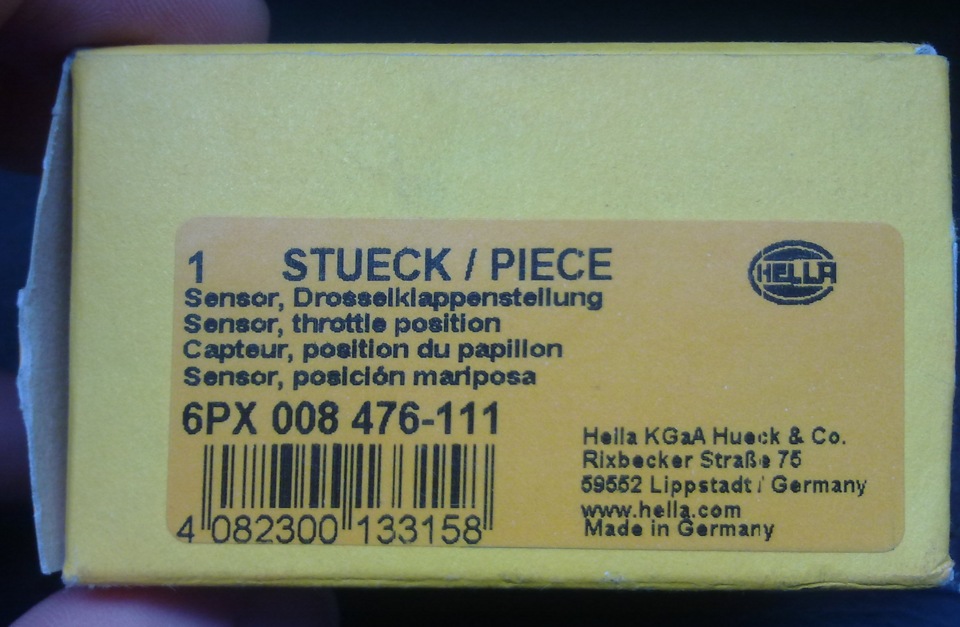 1 STUECK / PIECE
HELLA
Sensor, Drosselklappenstellung
Sensor, throttle position
Capteur, position du papillon
Sensor, posición mariposa
6PX 008 476-111
4 082300 133158
Hella KGaA Hueck & Co.
Rixbecker Straße 75
59552 Lippstadt / Germany
www.hella.com
Made in Germany